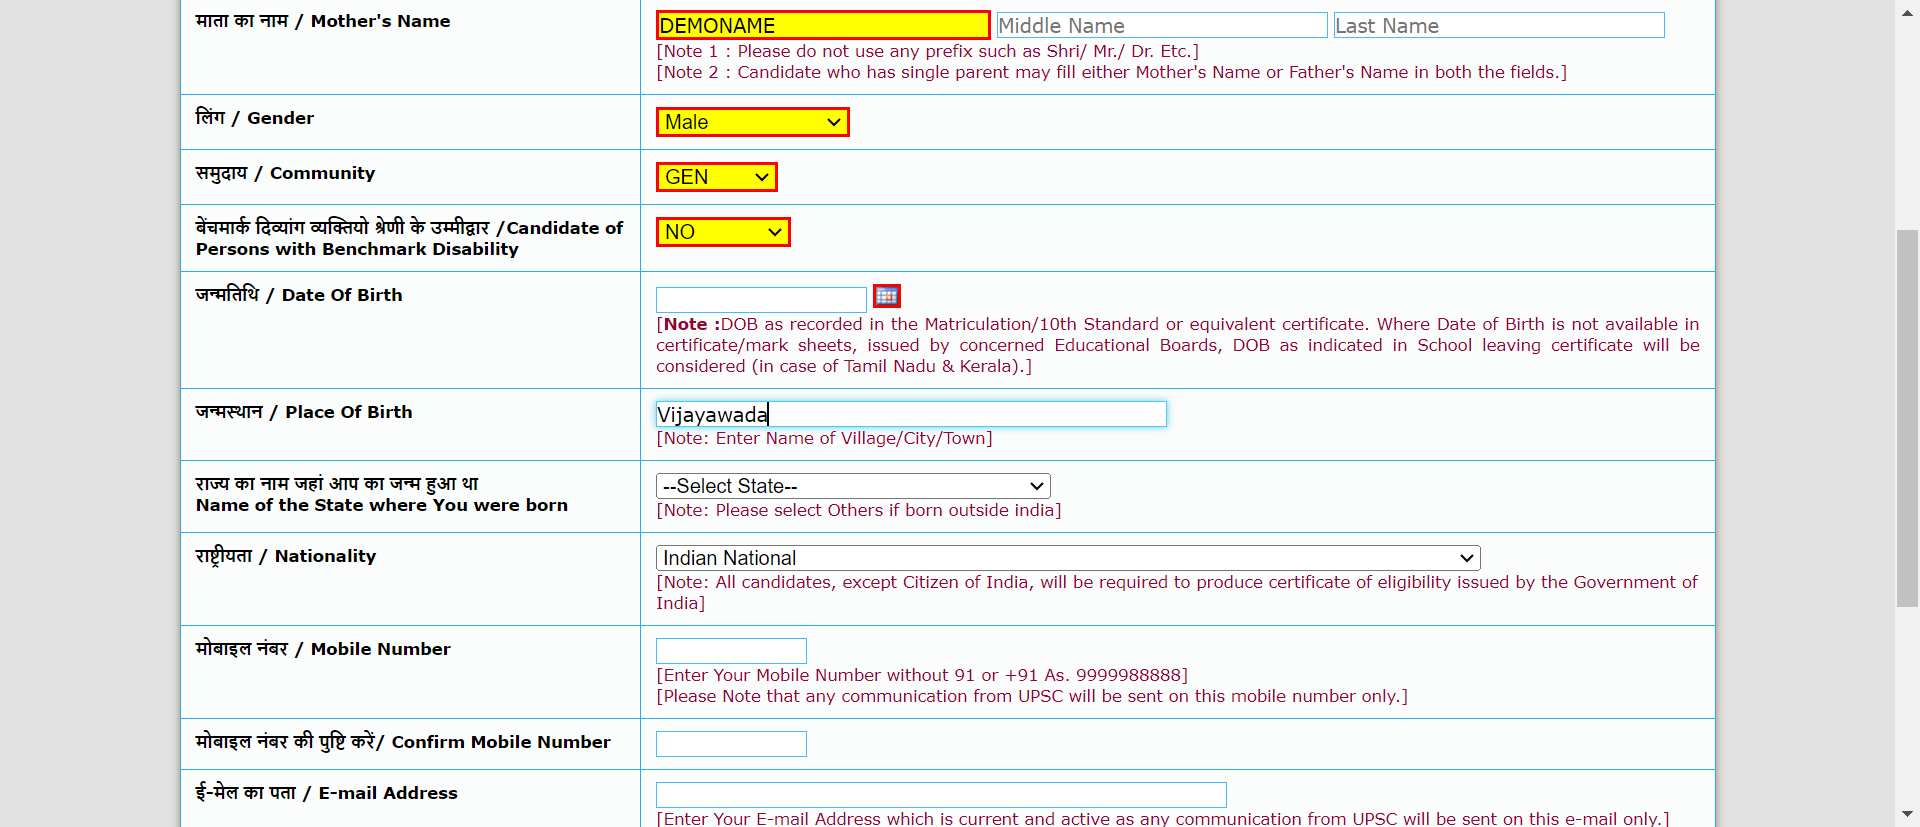 माता का नाम / Mother's Name
DEMONAME Middle Name Last Name
[Note 1 : Please do not use any prefix such as Shri/ Mr./ Dr. Etc.]
[Note 2 : Candidate who has single parent may fill either Mother's Name or Father's Name in both the fields.]
लिंग / Gender
Male
समुदाय / Community
GEN
बेंचमार्क दिव्यांग व्यक्तियो श्रेणी के उम्मीद्वार /Candidate of
Persons with Benchmark Disability
NO
जन्मतिथि / Date Of Birth
[Note :DOB as recorded in the Matriculation/10th Standard or equivalent certificate. Where Date of Birth is not available in
certificate/mark sheets, issued by concerned Educational Boards, DOB as indicated in School leaving certificate will be
considered (in case of Tamil Nadu & Kerala).]
जन्मस्थान / Place Of Birth
Vijayawada
[Note: Enter Name of Village/City/Town]
राज्य का नाम जहां आप का जन्म हुआ था
Name of the State where You were born
--Select State--
[Note: Please select Others if born outside india]
राष्ट्रीयता / Nationality
Indian National
[Note: All candidates, except Citizen of India, will be required to produce certificate of eligibility issued by the Government of
India]
मोबाइल नंबर / Mobile Number
[Enter Your Mobile Number without 91 or +91 As. 9999988888]
[Please Note that any communication from UPSC will be sent on this mobile number only.]
मोबाइल नंबर की पुष्टि करें/ Confirm Mobile Number
ई-मेल का पता / E-mail Address
[Enter Your E-mail Address which is current and active as any communication from UPSC will be sent on this e-mail only.]